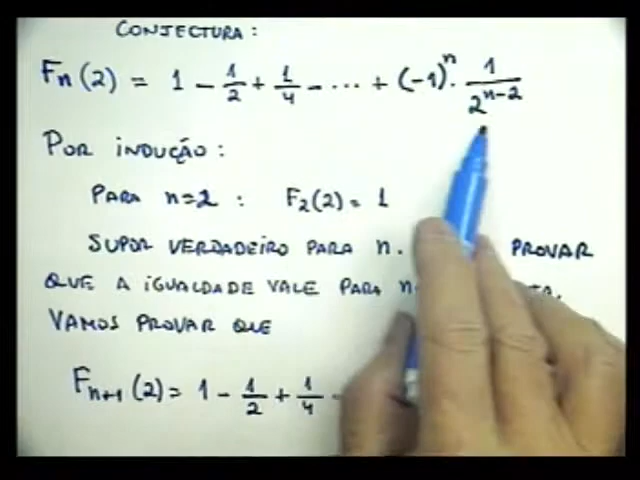 CONJECTURA:
Fn(2) = 1 - 1/2 + 1/4 - ... + (-1)^n . 1/2^(n-2)
POR INDUÇÃO:
PARA n=2 : F2(2) = 1
SUPOR VERDADEIRO PARA n. PROVAR
QUE A IGUALDADE VALE PARA n
VAMOS PROVAR QUE
Fn+1(2) = 1 - 1/2 + 1/4 -